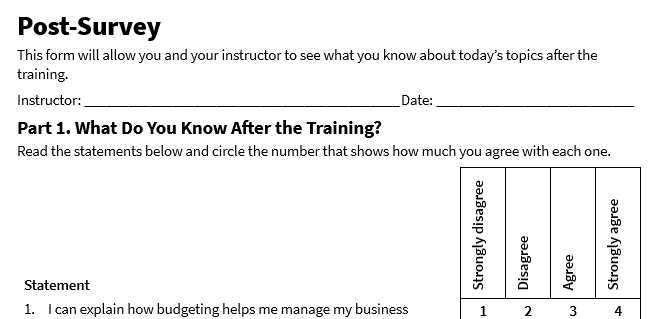 Post-Survey
This form will allow you and your instructor to see what you know about today's topics after the
training.
Instructor: ______________________________________________ Date: ____________________________
Part 1. What Do You Know After the Training?
Read the statements below and circle the number that shows how much you agree with each one.
Strongly disagree
Disagree
Agree
Strongly agree
Statement
1. I can explain how budgeting helps me manage my business 1 2 3 4